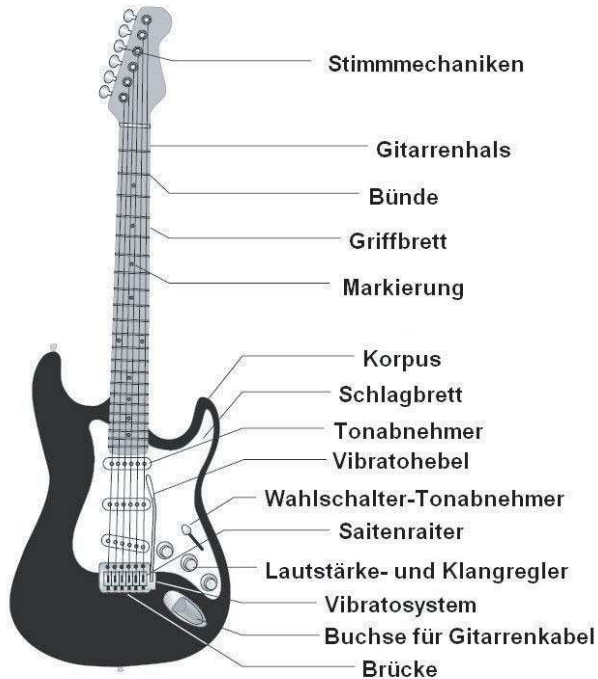 Stimmmechaniken
Gitarrenhals
Bünde
Griffbrett
Markierung
Korpus
Schlagbrett
Tonabnehmer
Vibratohebel
Wahlschalter-Tonabnehmer
Saitenraiter
Lautstärke- und Klangregler
Vibratosystem
Buchse für Gitarrenkabel
Brücke